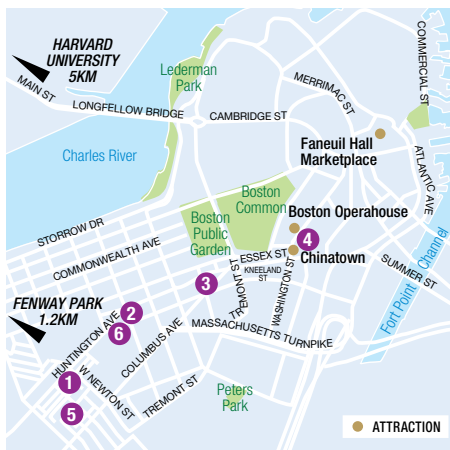 HARVARD
UNIVERSITY
5KM
MAIN ST
LONGFELLOW BRIDGE
Lederman
Park
CAMBRIDGE ST
MERRIMAC ST
COMMERCIAL ST
Charles River
Faneuil Hall
Marketplace
ATLANTIC AVE
STORROW DR
COMMONWEALTH AVE
Boston
Public
Garden
Boston
Common
Boston Operahouse
4
Chinatown
ESSEX ST
KNEELAND
ST
SUMMER ST
Fort Point Channel
FENWAY PARK
1.2KM
3
TREMONT ST
WASHINGTON ST
2
6
HUNTINGTON AVE
COLUMBUS AVE
MASSACHUSETTS TURNPIKE
1
W NEWTON ST
TREMONT ST
5
Peters
Park
ATTRACTION